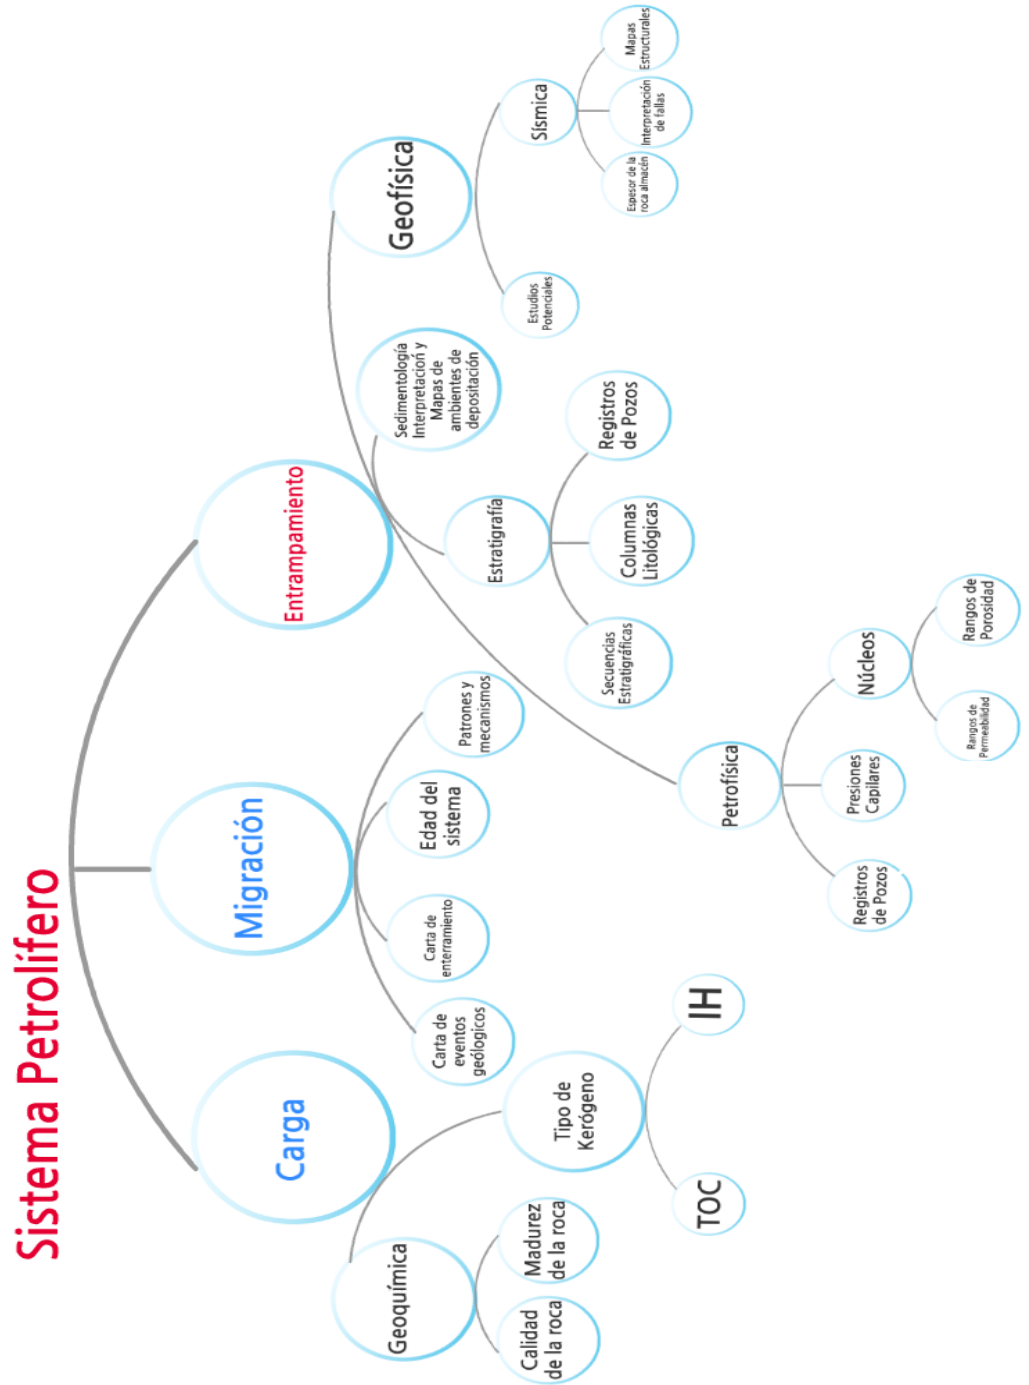 Sistema Petrolífero
Carga
Migración
Entrampamiento
Geoquímica
Calidad
de la roca
Madurez
de la roca
Tipo de
Kerógeno
TOC
IH
Carta de
eventos
geólogicos
Carta de
enterramiento
Edad del
sistema
Patrones y
mecanismos
Petrofísica
Registros
de Pozos
Presiones
Capilares
Núcleos
Rangos de
Permeabilidad
Rangos de
Porosidad
Estratigrafía
Secuencias
Estratigráficas
Columnas
Litológicas
Registros
de Pozos
Sedimentología
Interpretacioń y
Mapas de
ambientes de
depositación
Geofísica
Estudios
Potenciales
Sísmica
Espesor de la
roca almacén
Interpretación
de fallas
Mapas
Estructurales